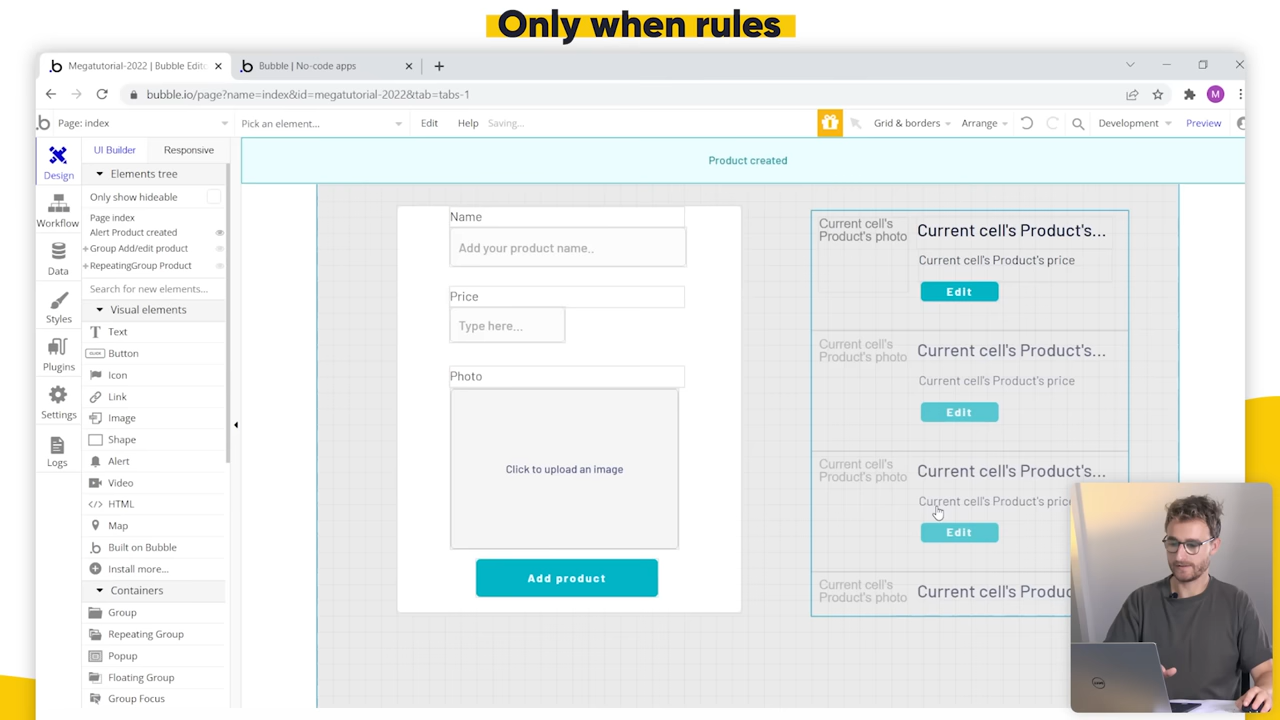 Only when rules
Megatutorial-2022 | Bubble Edito
Bubble | No-code apps
bubble.io/page?name=index&id=megatutorial-2022&tab=tabs-1
M
Page: index
Pick an element...
Edit
Help
Saving...
Grid & borders
Arrange
Development
Preview
Design
Workflow
Data
Styles
Plugins
Settings
Logs
UI Builder
Responsive
Elements tree
Only show hideable
Page index
Alert Product created
+Group Add/edit product
+RepeatingGroup Product
Search for new elements...
Visual elements
Text
Button
Icon
Link
Image
Shape
Alert
Video
</> HTML
Map
Built on Bubble
Install more...
Containers
Group
Repeating Group
Popup
Floating Group
Group Focus
Product created
Name
Add your product name..
Price
Type here...
Photo
Click to upload an image
Add product
Current cell's
Product's photo
Current cell's Product's...
Current cell's Product's price
Edit
Current cell's
Product's photo
Current cell's Product's...
Current cell's Product's price
Edit
Current cell's
Product's photo
Current cell's Product's...
Current cell's Product's price
Edit
Current cell's
Product's photo
Current cell's Produc
DELL